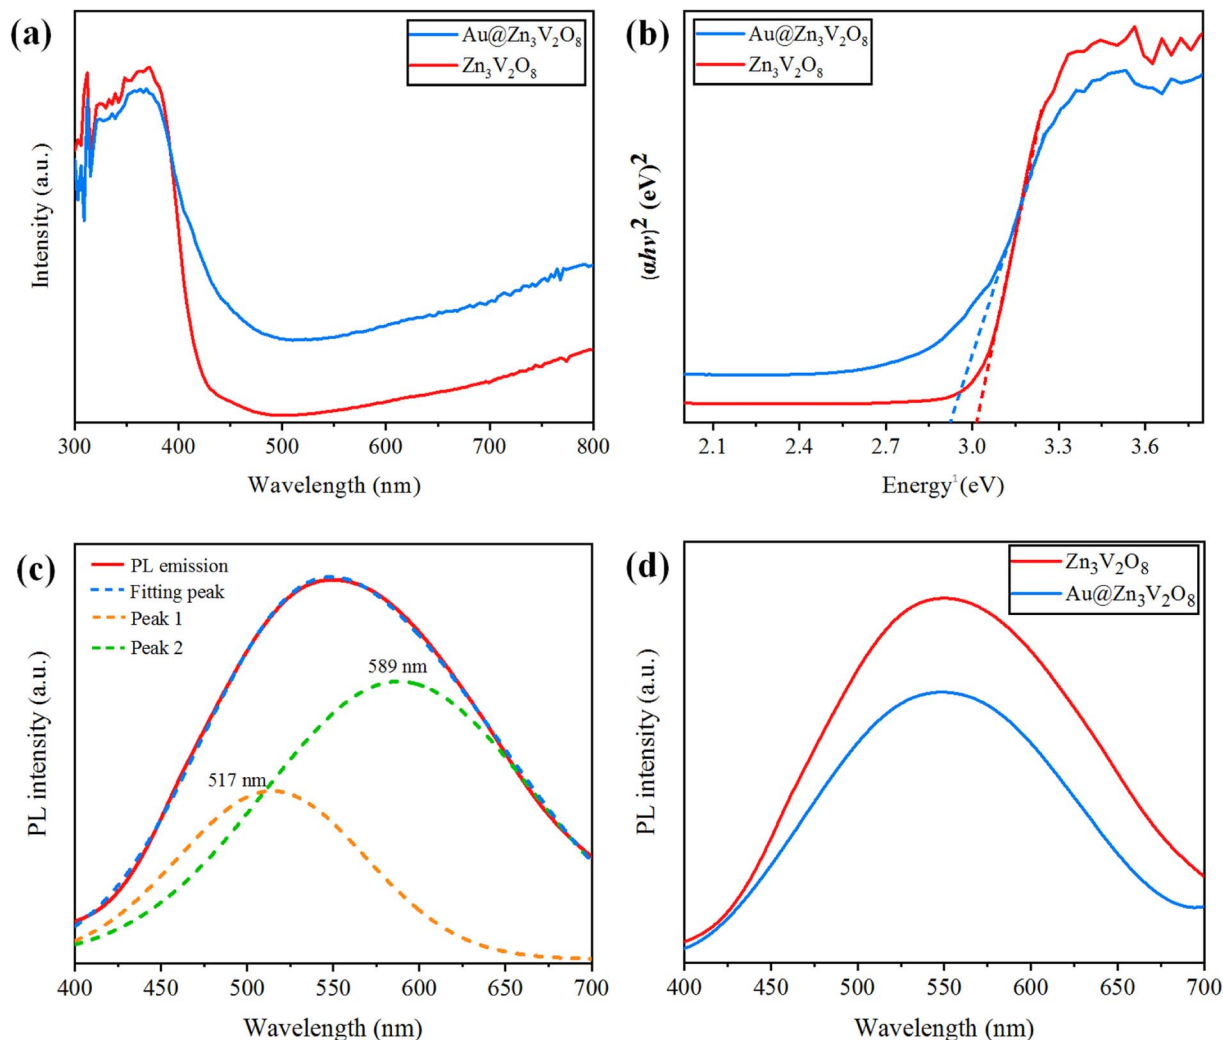 (a)
Au@Zn₃V₂O₈
Zn₃V₂O₈
Intensity (a.u.)
300 400 500 600 700 800
Wavelength (nm)
(b)
Au@Zn₃V₂O₈
Zn₃V₂O₈
(αhν)² (eV)²
2.1 2.4 2.7 3.0 3.3 3.6
Energy¹(eV)
(c)
PL emission
Fitting peak
Peak 1
Peak 2
589 nm
517 nm
PL intensity (a.u.)
400 450 500 550 600 650 700
Wavelength (nm)
(d)
Zn₃V₂O₈
Au@Zn₃V₂O₈
PL intensity (a.u.)
400 450 500 550 600 650 700
Wavelength (nm)